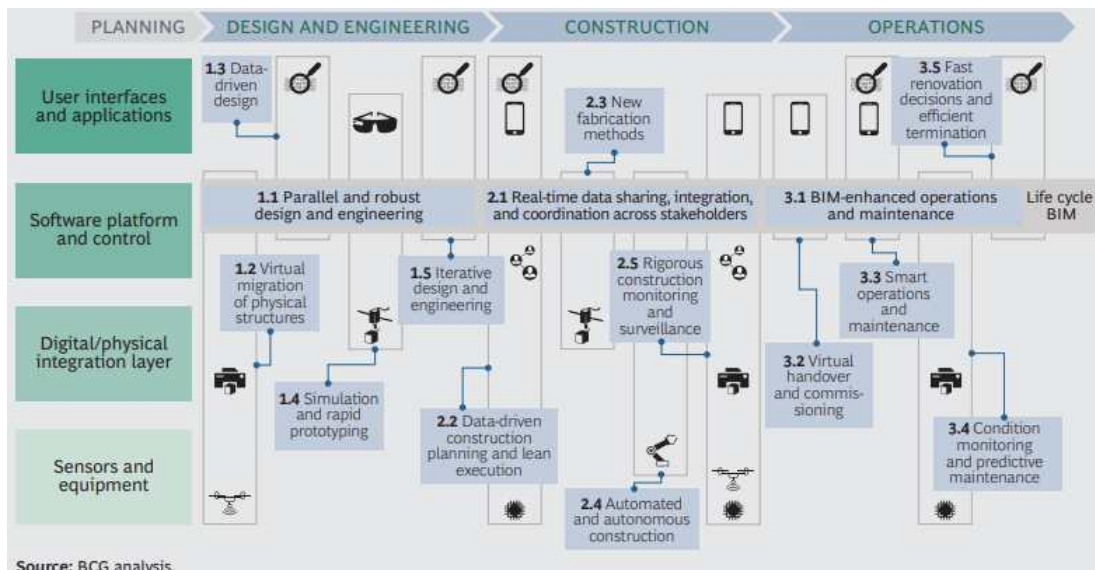 PLANNING
DESIGN AND ENGINEERING
CONSTRUCTION
OPERATIONS
User interfaces
and applications
1.3 Data-
driven
design
2.3 New
fabrication
methods
3.5 Fast
renovation
decisions and
efficient
termination
Software platform
and control
1.1 Parallel and robust
design and engineering
2.1 Real-time data sharing, integration,
and coordination across stakeholders
3.1 BIM-enhanced operations
and maintenance
Life cycle
BIM
1.2 Virtual
migration
of physical
structures
1.5 Iterative
design and
engineering
2.5 Rigorous
construction
monitoring
and
surveillance
3.3 Smart
operations
and
maintenance
Digital/physical
integration layer
1.4 Simulation
and rapid
prototyping
2.2 Data-driven
construction
planning and lean
execution
3.2 Virtual
handover
and commis-
sioning
3.4 Condition
monitoring
and predictive
maintenance
Sensors and
equipment
2.4 Automated
and autonomous
construction
Source: BCG analysis.